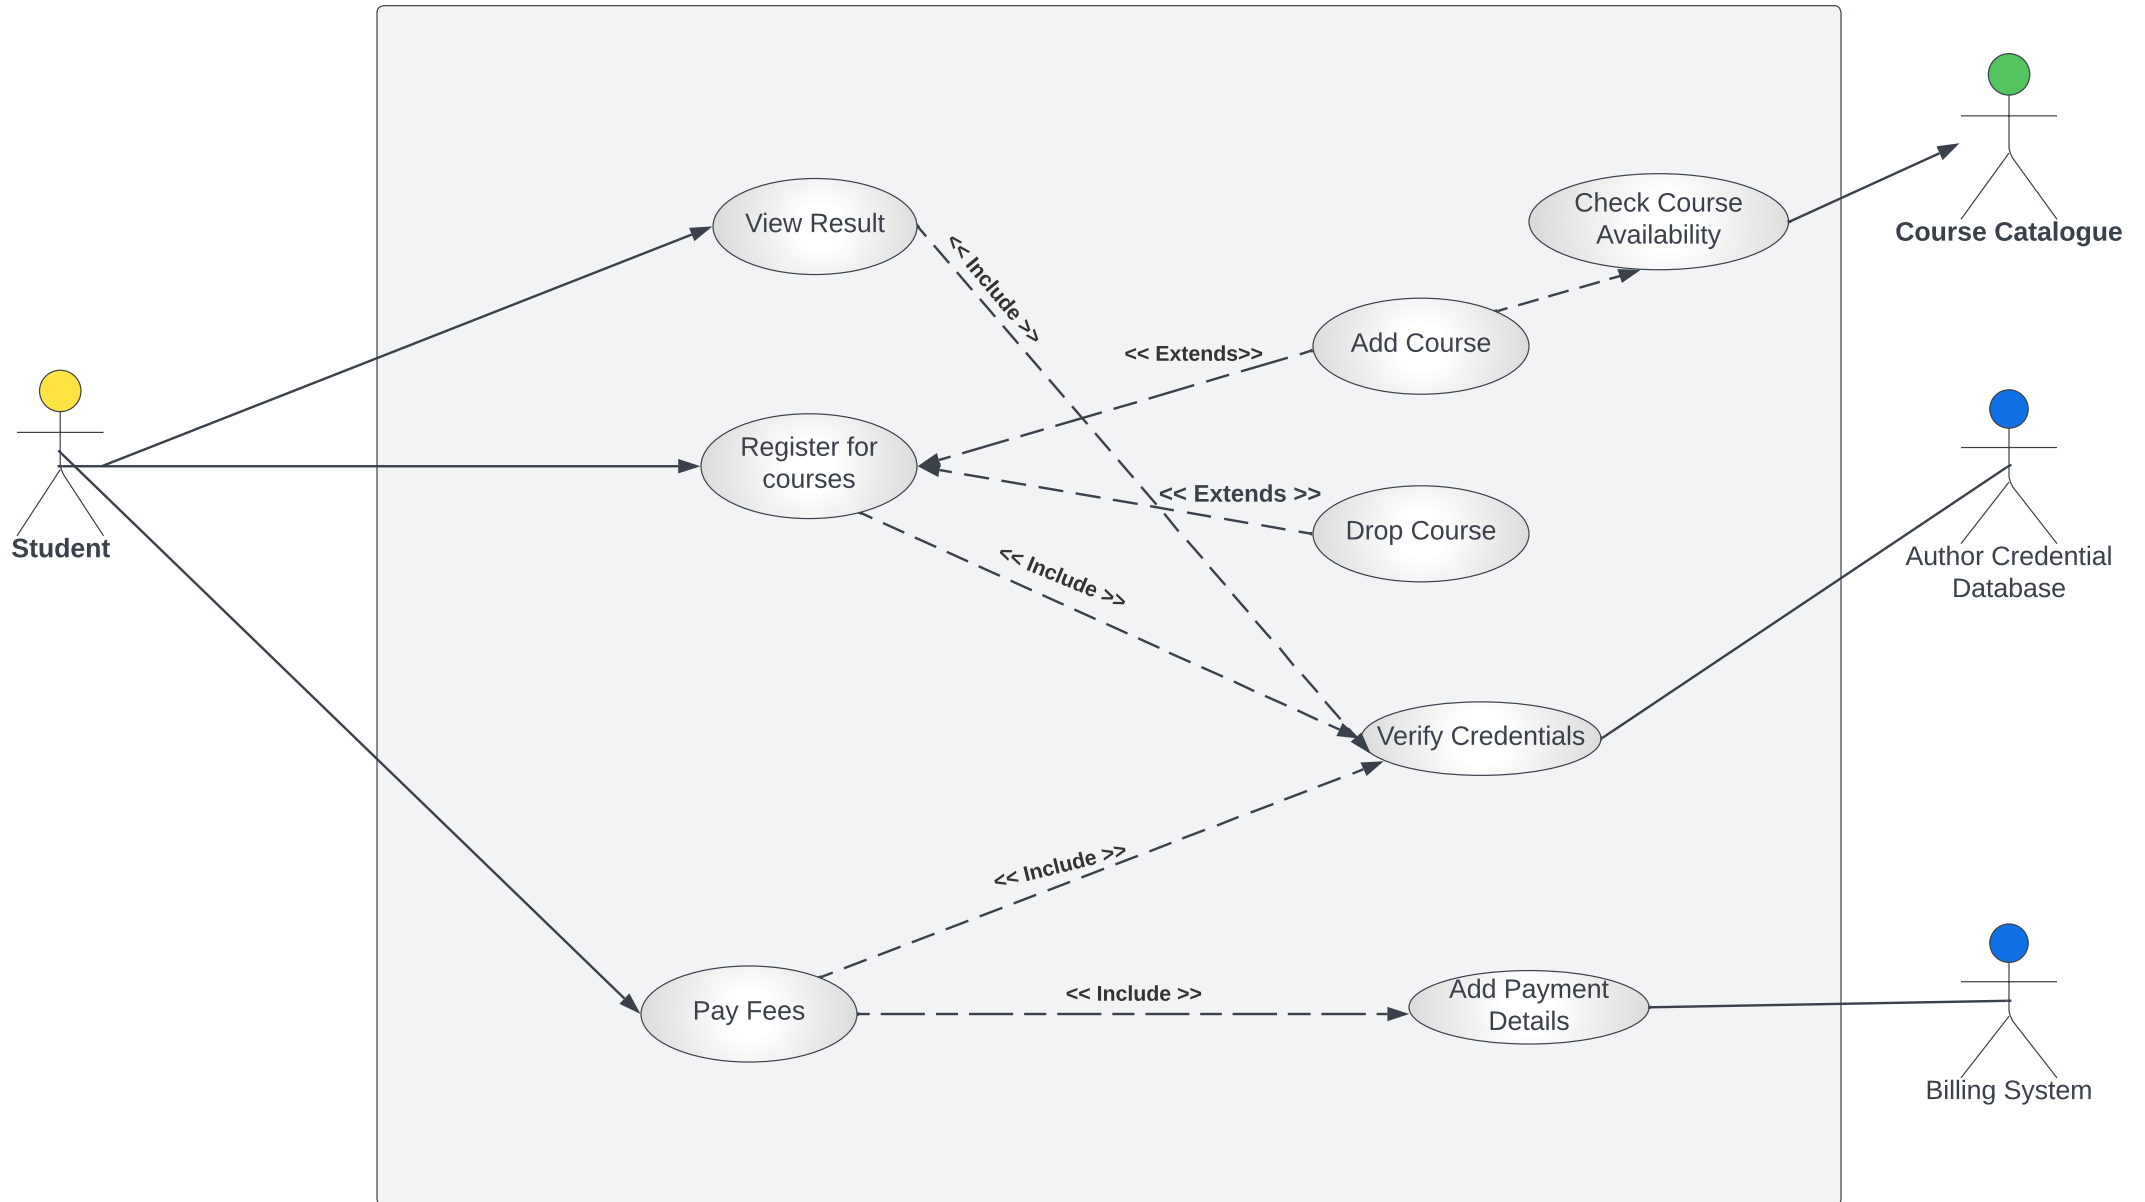 Check Course
Availability
Course Catalogue
View Result
<< Include >>
<< Extends>>
Add Course
Register for
courses
<< Extends >>
Drop Course
Student
Author Credential
Database
<< Include >>
Verify Credentials
<< Include >>
Pay Fees
<< Include >>
Add Payment
Details
Billing System